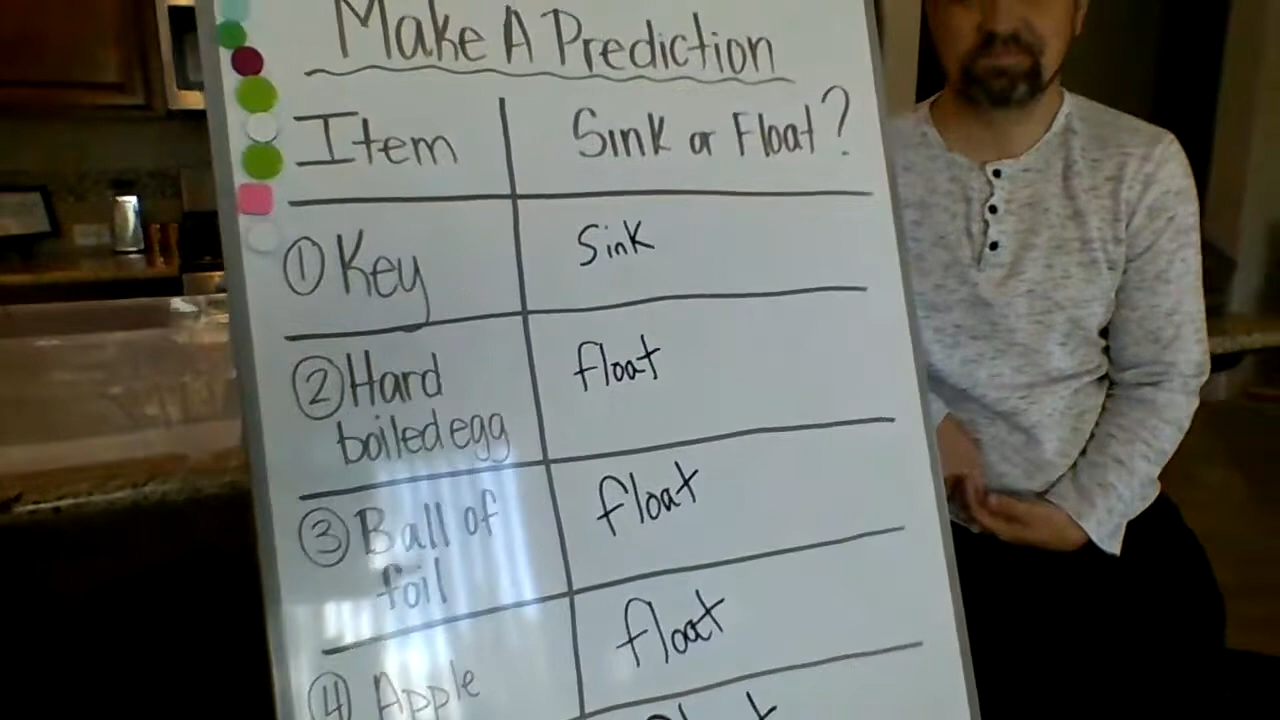 Make A Prediction
Item Sink or Float?
① Key Sink
② Hard float
boiled egg
③ Ball of float
foil
④ Apple float